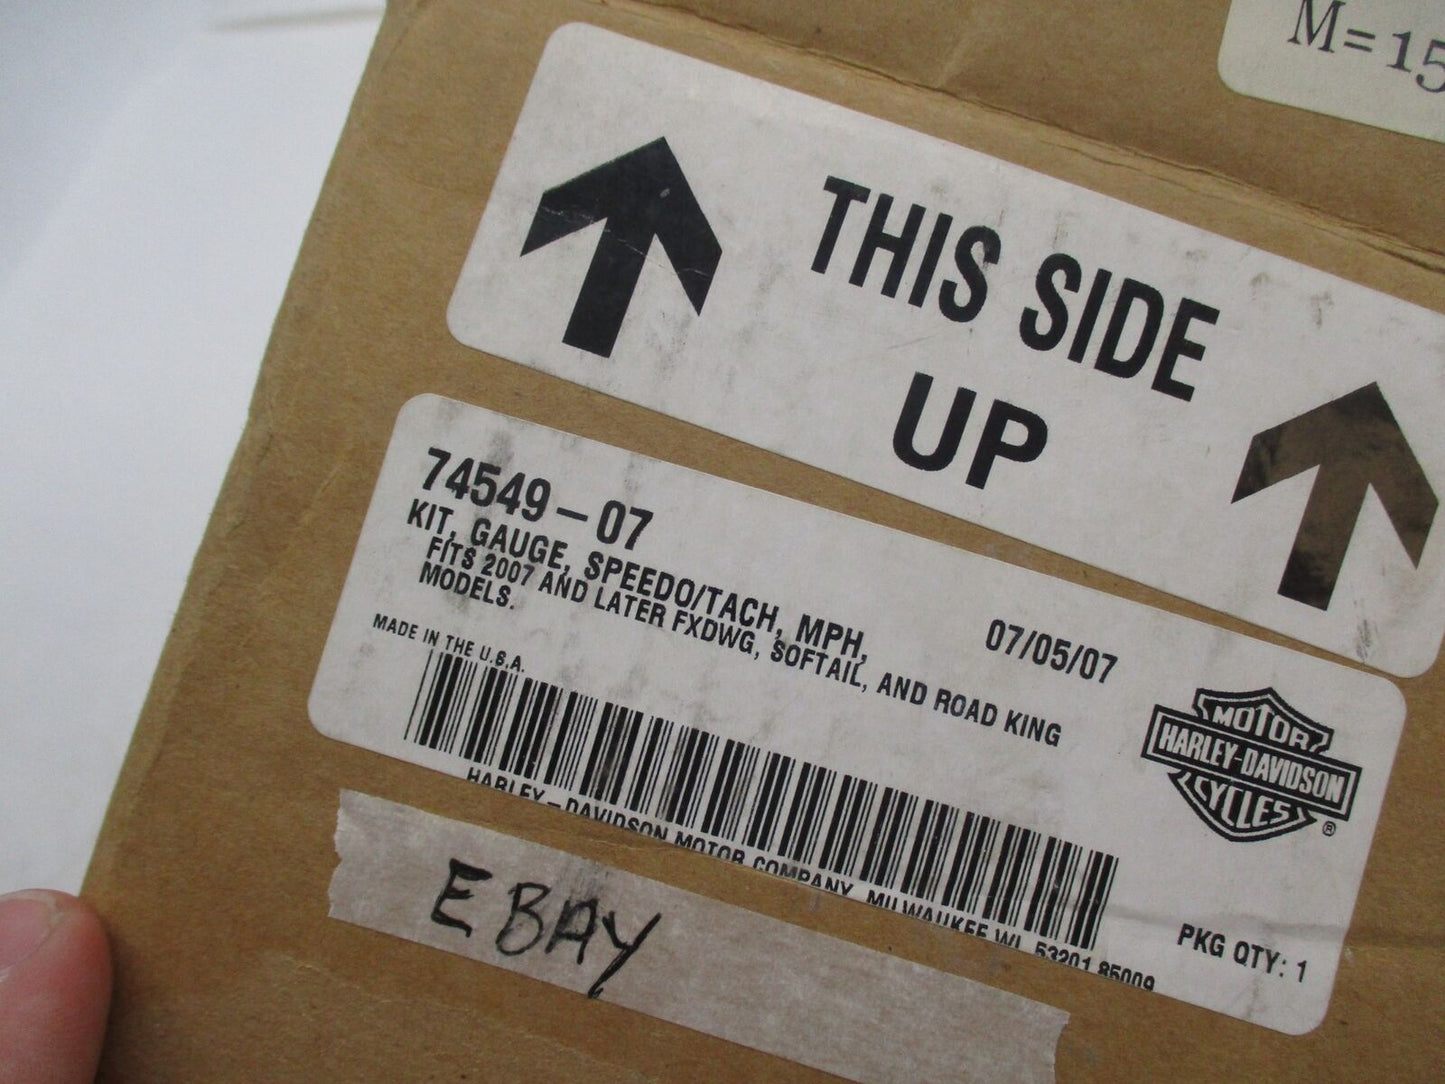 M=15
THIS SIDE
UP
74549-07
KIT, GAUGE, SPEEDO/TACH, MPH,
FITS 2007 AND LATER FXDWG, SOFTAIL, AND ROAD KING
MODELS.
07/05/07
MADE IN THE U.S.A.
MOTOR
HARLEY-DAVIDSON
CYCLES
®
HARLEY-DAVIDSON MOTOR COMPANY, MILWAUKEE WI, 53201 85009
PKG QTY: 1
EBAY